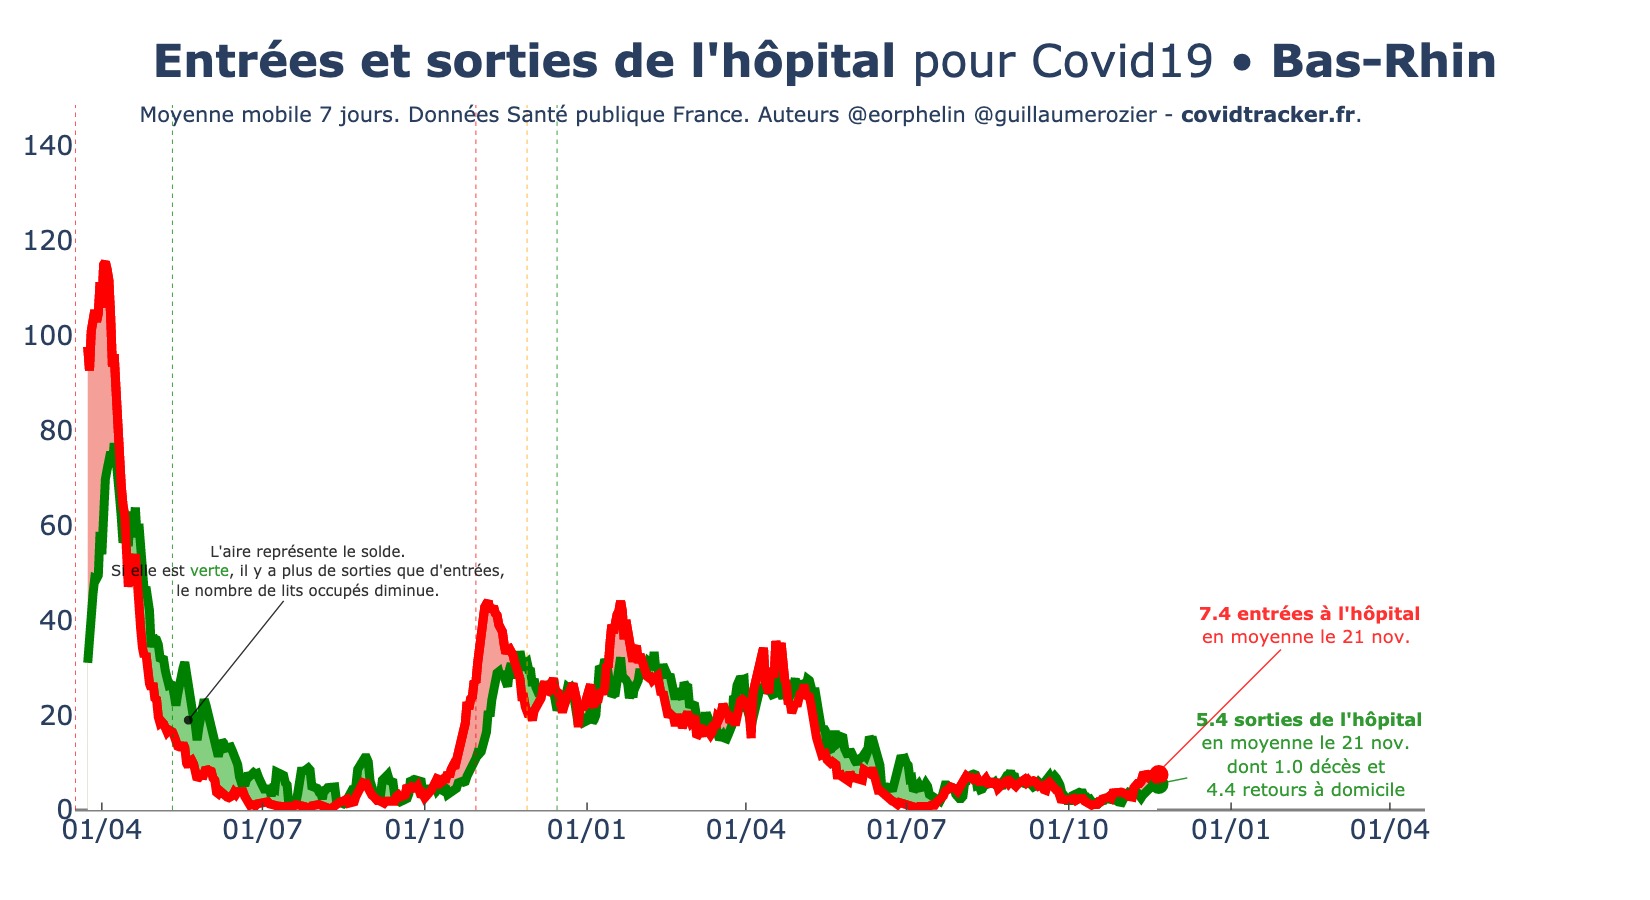 Entrées et sorties de l'hôpital pour Covid19 • Bas-Rhin
Moyenne mobile 7 jours. Données Santé publique France. Auteurs @eorphelin @guillaumerozier - covidtracker.fr.
140
120
100
80
60
40
20
0
L'aire représente le solde.
Si elle est verte, il y a plus de sorties que d'entrées,
le nombre de lits occupés diminue.
7.4 entrées à l'hôpital
en moyenne le 21 nov.
5.4 sorties de l'hôpital
en moyenne le 21 nov.
dont 1.0 décès et
4.4 retours à domicile
01/04 01/07 01/10 01/01 01/04 01/07 01/10 01/01 01/04